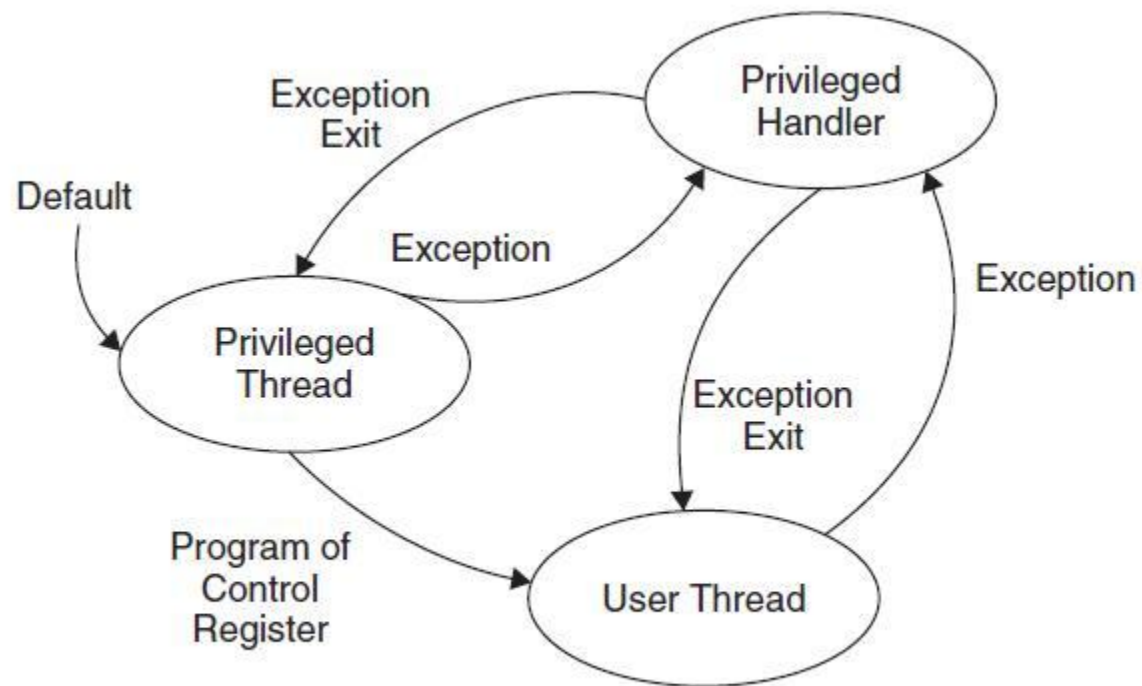 Privileged
Handler
Exception
Exit
Default
Exception
Exception
Privileged
Thread
Exception
Exit
Program of
Control
Register
User Thread